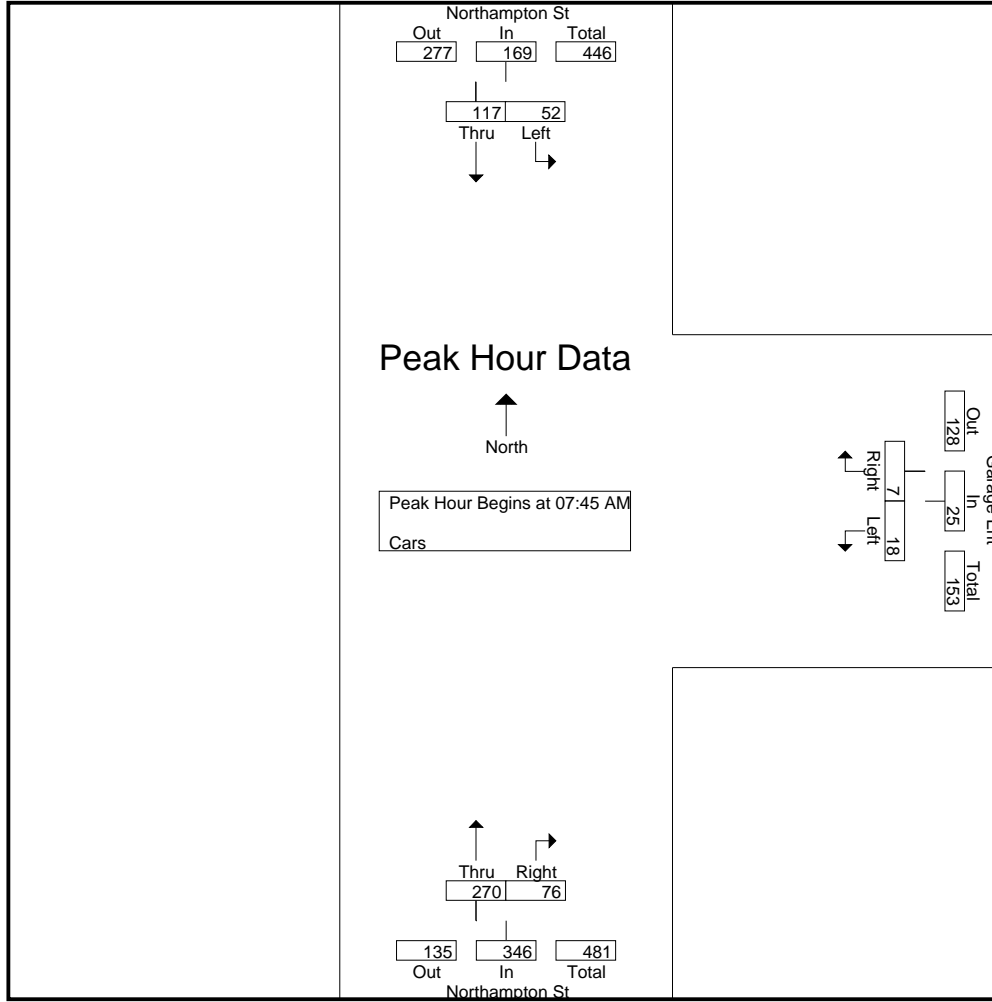 Northampton St
Out In Total
277 169 446
117 52
Thru Left
Peak Hour Data
North
Peak Hour Begins at 07:45 AM
Cars
Right Left
7 18
Out In Total
128 25 153
Thru Right
270 76
135 346 481
Out In Total
Northampton St